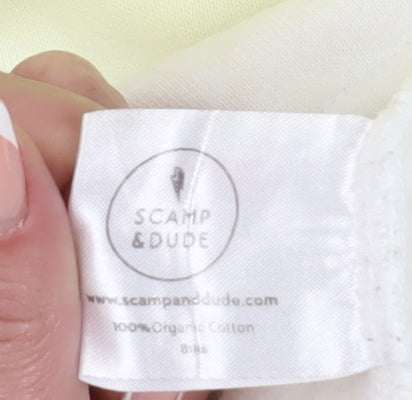 SCAMP
& DUDE
www.scampanddude.com
100% Organic Cotton